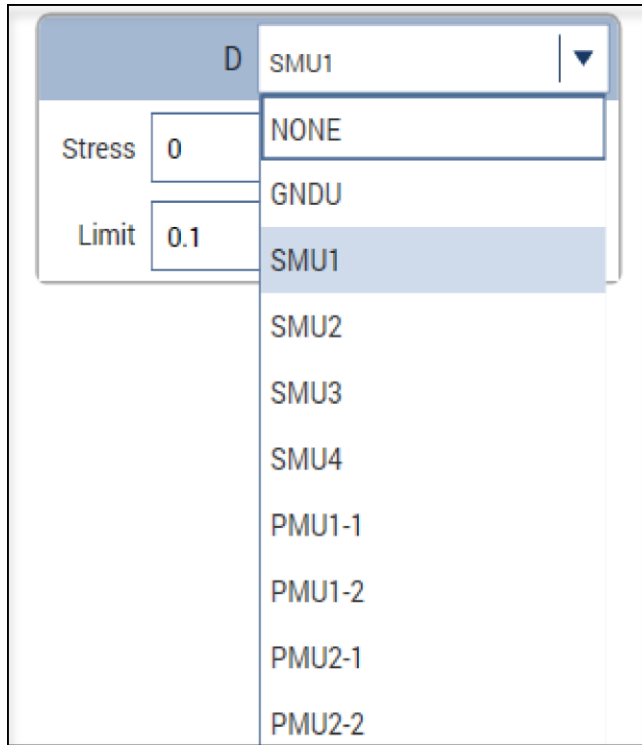 D SMU1
NONE
Stress 0
GNDU
Limit 0.1
SMU1
SMU2
SMU3
SMU4
PMU1-1
PMU1-2
PMU2-1
PMU2-2